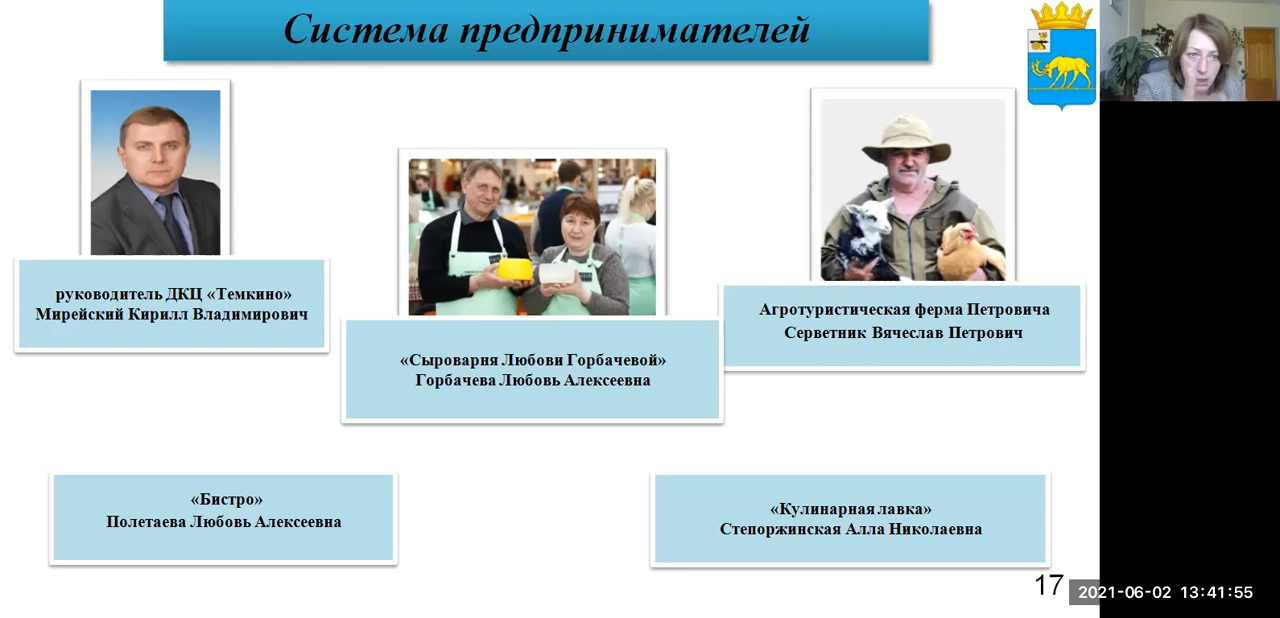 Система предпринимателей
руководитель ДКЦ «Темкино»
Мирейский Кирилл Владимирович
«Сыроварня Любови Горбачевой»
Горбачева Любовь Алексеевна
Агротуристическая ферма Петровича
Серветник Вячеслав Петрович
«Бистро»
Полетаева Любовь Алексеевна
«Кулинарная лавка»
Степоржинская Алла Николаевна
17
2021-06-02 13:41:55